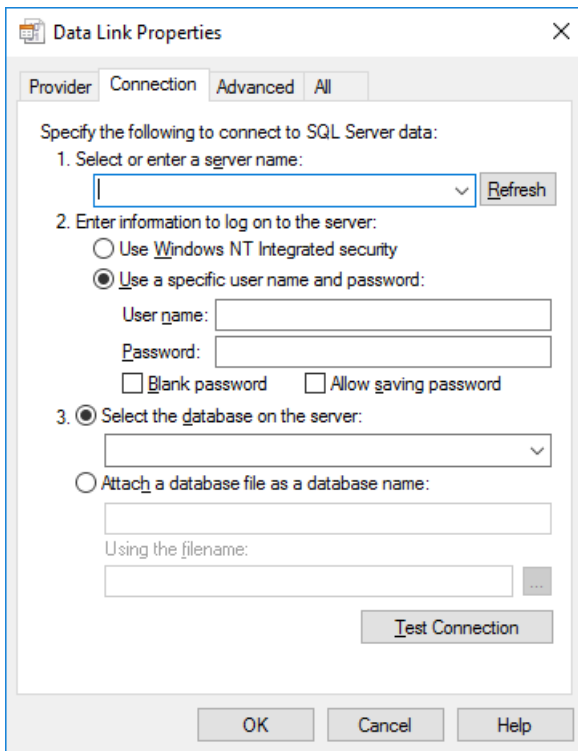 Data Link Properties
Provider Connection Advanced All
Specify the following to connect to SQL Server data:
1. Select or enter a server name:
Refresh
2. Enter information to log on to the server:
Use Windows NT Integrated security
Use a specific user name and password:
User name:
Password:
Blank password Allow saving password
3. Select the database on the server:
Attach a database file as a database name:
Using the filename:
...
Test Connection
OK Cancel Help